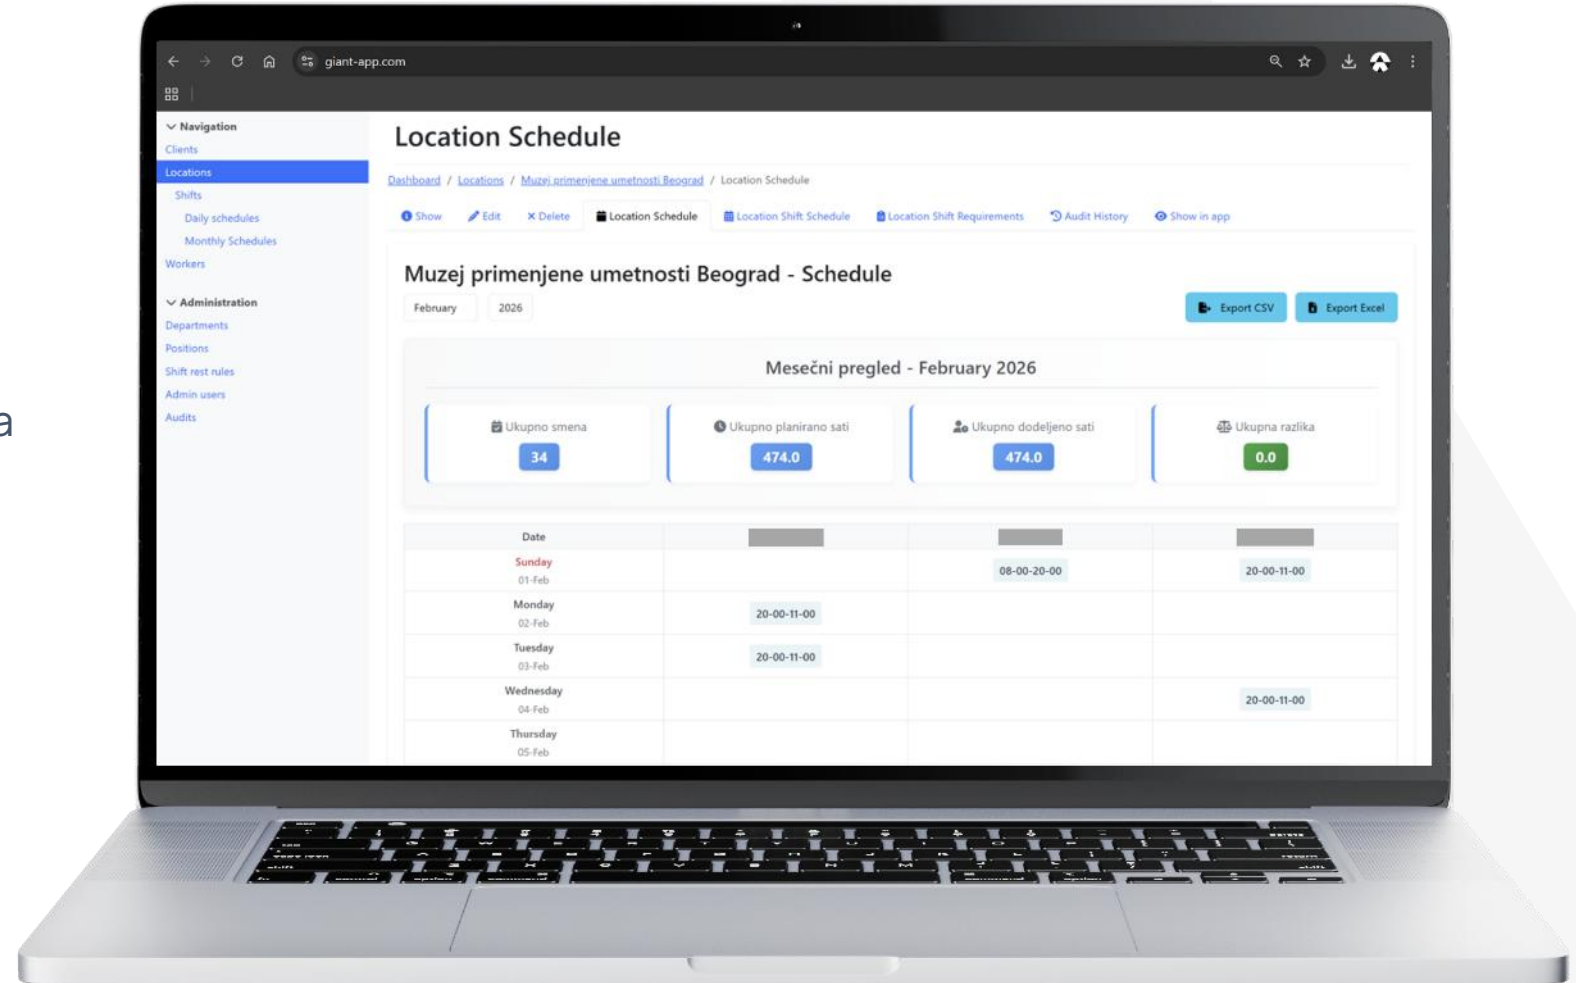 giant-app.com
Navigation
Clients
Locations
Shifts
Daily schedules
Monthly Schedules
Workers
Administration
Departments
Positions
Shift rest rules
Admin users
Audits
a
Location Schedule
Dashboard / Locations / Muzej primenjene umetnosti Beograd / Location Schedule
Show Edit Delete Location Schedule Location Shift Schedule Location Shift Requirements Audit History Show in app
Muzej primenjene umetnosti Beograd - Schedule
February 2026 Export CSV Export Excel
Mesečni pregled - February 2026
Ukupno smena Ukupno planirano sati Ukupno dodeljeno sati Ukupna razlika
34 474.0 474.0 0.0
Date
Sunday
01-Feb 08-00-20-00 20-00-11-00
Monday
02-Feb 20-00-11-00
Tuesday
03-Feb 20-00-11-00
Wednesday
04-Feb 20-00-11-00
Thursday
05-Feb